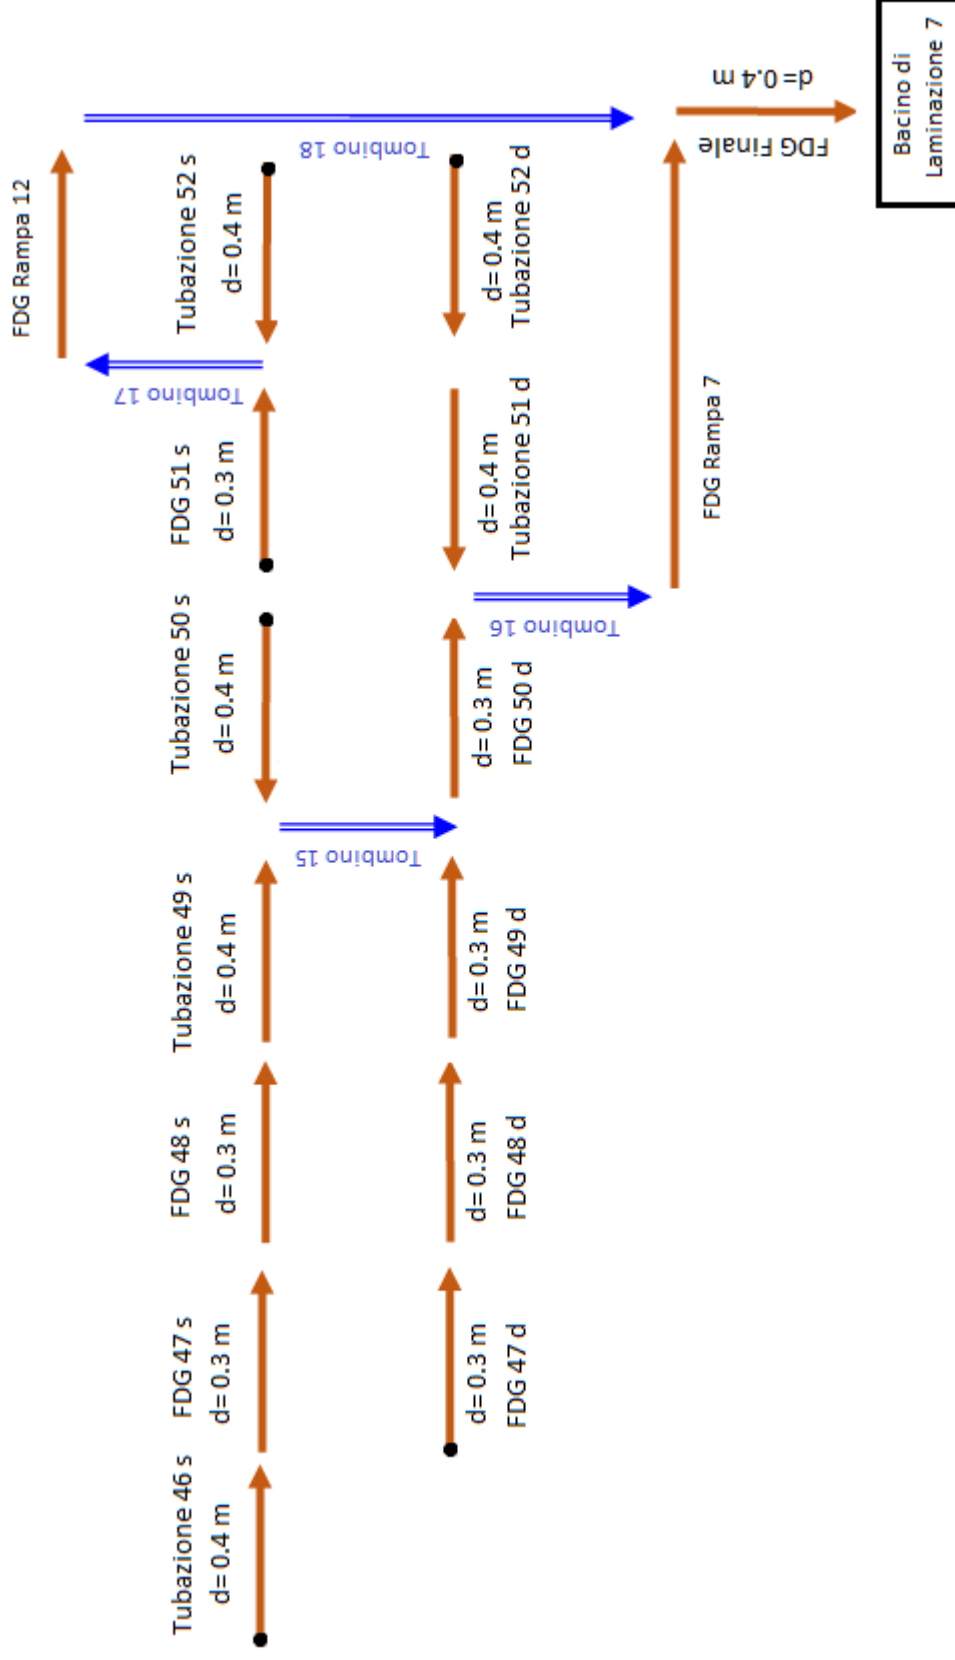 FDG Rampa 12
Tubazione 46 s
d= 0.4 m
FDG 47 s
d= 0.3 m
FDG 48 s
d= 0.3 m
Tubazione 49 s
d= 0.4 m
Tubazione 50 s
d= 0.4 m
FDG 51 s
d= 0.3 m
Tombino 17
Tubazione 52 s
d= 0.4 m
Tombino 15
Tombino 18
d= 0.3 m
FDG 47 d
d= 0.3 m
FDG 48 d
d= 0.3 m
FDG 49 d
d= 0.3 m
FDG 50 d
Tombino 16
d= 0.4 m
Tubazione 51 d
d= 0.4 m
Tubazione 52 d
FDG Rampa 7
FDG Finale
d= 0.4 m
Bacino di
Laminazione 7